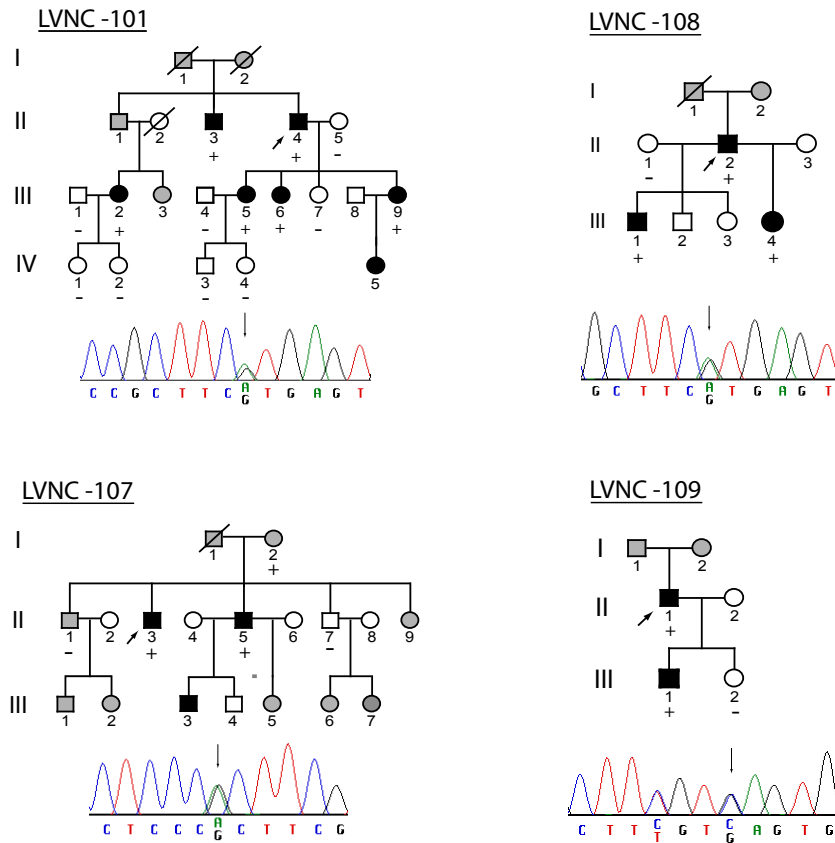 LVNC -101
I
1 2
II
1 2 3 4 5
+ + -
III
1 2 3 4 5 6 7 8 9
- + - + + - +
IV
1 2 3 4 5
- - - -
C C G C T T C A T G A G T
G
LVNC -108
I
1 2
II
1 2 3
- +
III
1 2 3 4
+ +
G C T T C A T G A G T
G
LVNC -107
I
1 2
+
II
1 2 3 4 5 6 7 8 9
- + + -
-
III
1 2 3 4 5 6 7
C T C C C A C T T C G
G
LVNC -109
I
1 2
II
1 2
+
III
1 2
+ -
C T T C G T C A G T G
T G